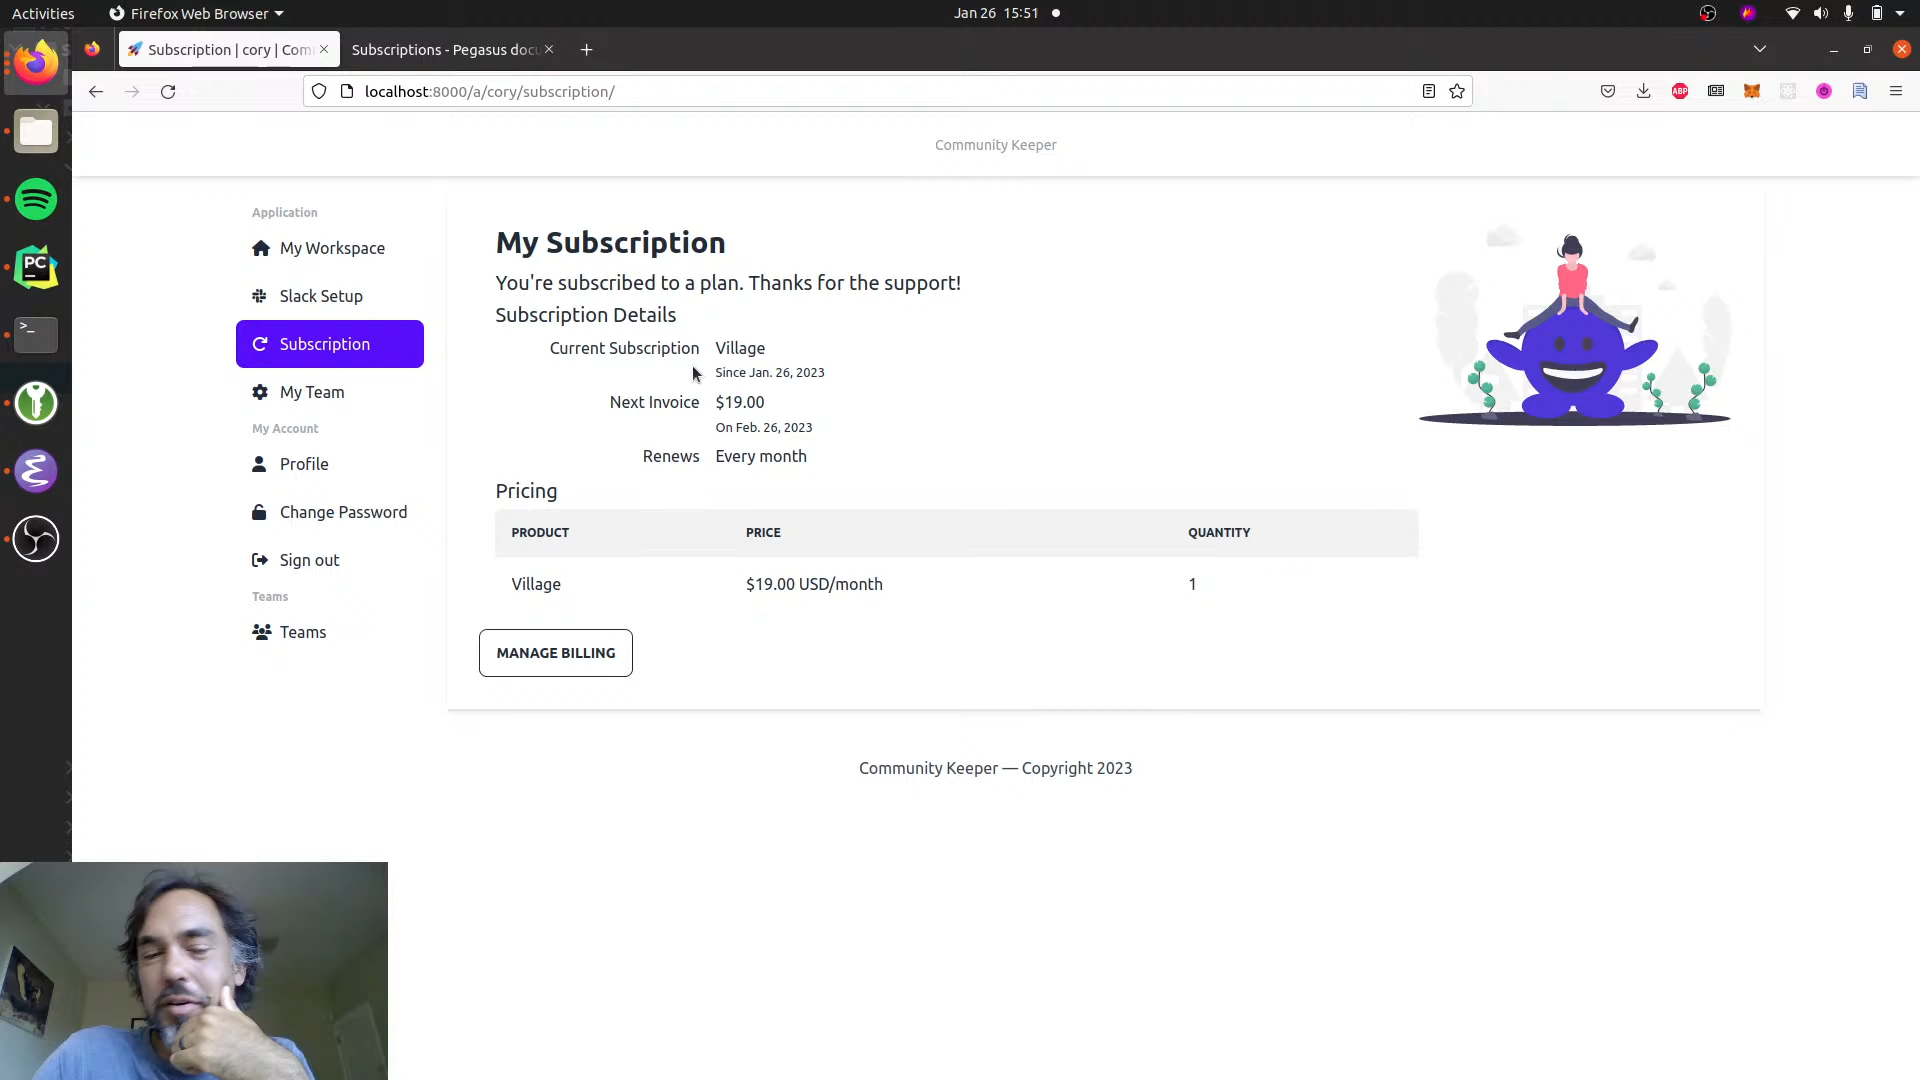 Activities
Firefox Web Browser
Jan 26 15:51
Subscription | cory | Com
Subscriptions - Pegasus docu
localhost:8000/a/cory/subscription/
ABP
PC
>_
Community Keeper
Application
My Workspace
Slack Setup
Subscription
My Team
My Account
Profile
Change Password
Sign out
Teams
Teams
My Subscription
You're subscribed to a plan. Thanks for the support!
Subscription Details
Current Subscription Village
Since Jan. 26, 2023
Next Invoice $19.00
On Feb. 26, 2023
Renews Every month
Pricing
PRODUCT PRICE QUANTITY
Village $19.00 USD/month 1
MANAGE BILLING
Community Keeper — Copyright 2023